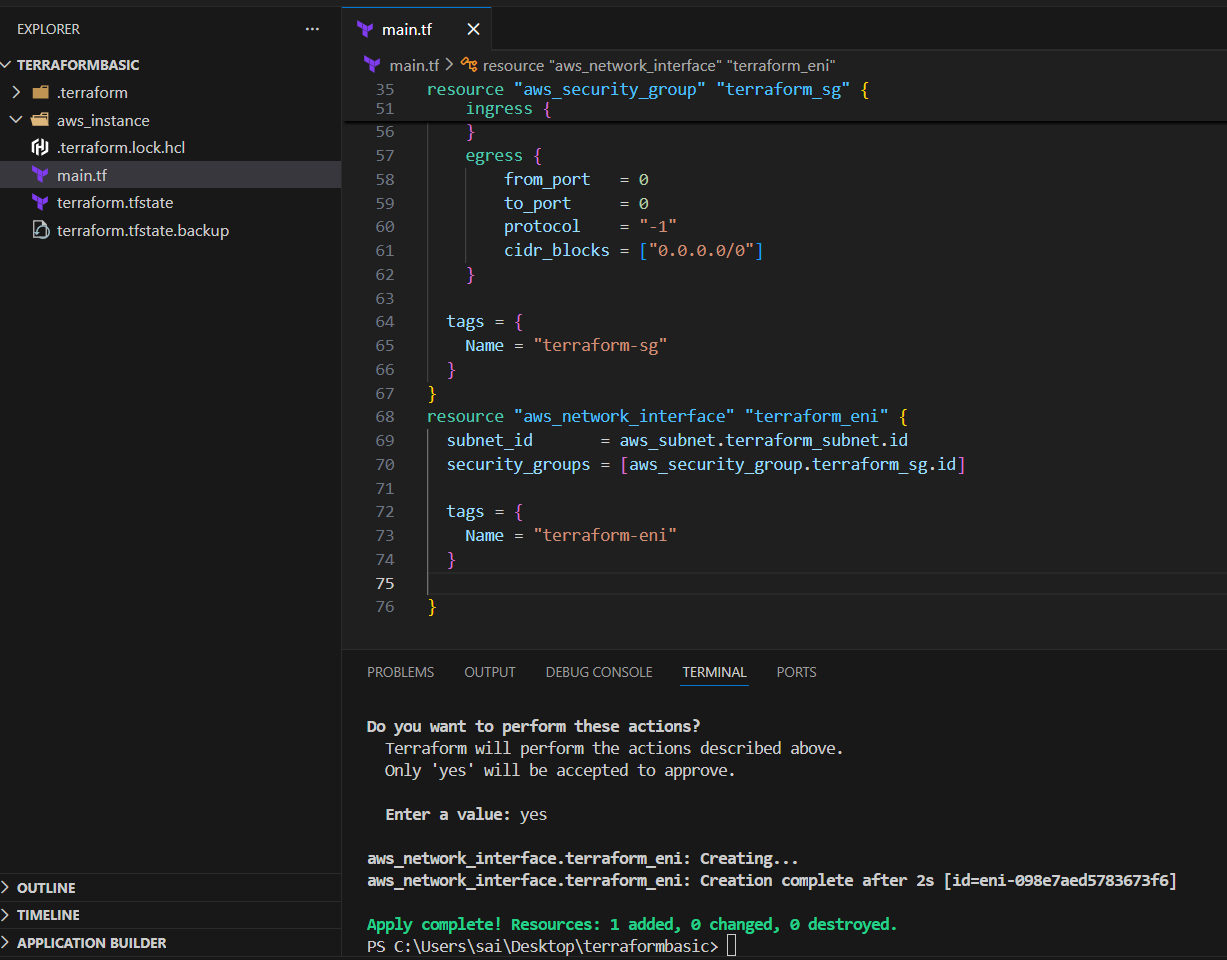 EXPLORER
TERRAFORMBASIC
.terraform
aws_instance
.terraform.lock.hcl
main.tf
terraform.tfstate
terraform.tfstate.backup
OUTLINE
TIMELINE
APPLICATION BUILDER
main.tf
main.tf > resource "aws_network_interface" "terraform_eni"
35 resource "aws_security_group" "terraform_sg" {
51 ingress {
56 }
57 egress {
58 from_port = 0
59 to_port = 0
60 protocol = "-1"
61 cidr_blocks = ["0.0.0.0/0"]
62 }
63
64 tags = {
65 Name = "terraform-sg"
66 }
67 }
68 resource "aws_network_interface" "terraform_eni" {
69 subnet_id = aws_subnet.terraform_subnet.id
70 security_groups = [aws_security_group.terraform_sg.id]
71
72 tags = {
73 Name = "terraform-eni"
74 }
75
76 }
PROBLEMS OUTPUT DEBUG CONSOLE TERMINAL PORTS
Do you want to perform these actions?
Terraform will perform the actions described above.
Only 'yes' will be accepted to approve.
Enter a value: yes
aws_network_interface.terraform_eni: Creating...
aws_network_interface.terraform_eni: Creation complete after 2s [id=eni-098e7aed5783673f6]
Apply complete! Resources: 1 added, 0 changed, 0 destroyed.
PS C:\Users\sai\Desktop\terraformbasic>